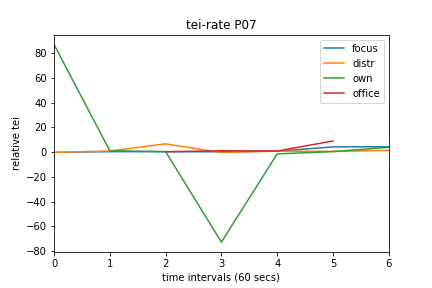 tei-rate P07
focus
distr
own
office
80
60
40
20
0
−20
−40
−60
−80
relative tei
0 1 2 3 4 5 6
time intervals (60 secs)